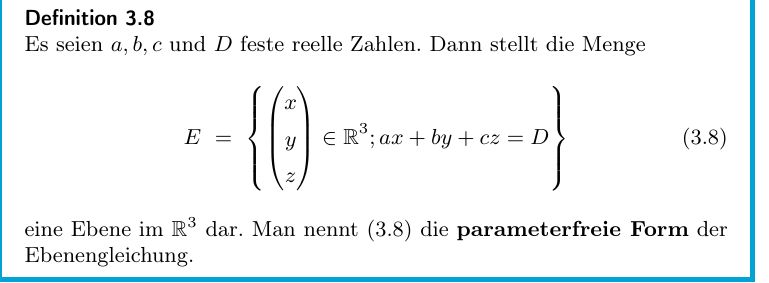 Definition 3.8
Es seien a, b, c und D feste reelle Zahlen. Dann stellt die Menge
E = { ( x y z ) ∈ ℝ³; ax + by + cz = D } (3.8)
eine Ebene im ℝ³ dar. Man nennt (3.8) die parameterfreie Form der
Ebenengleichung.